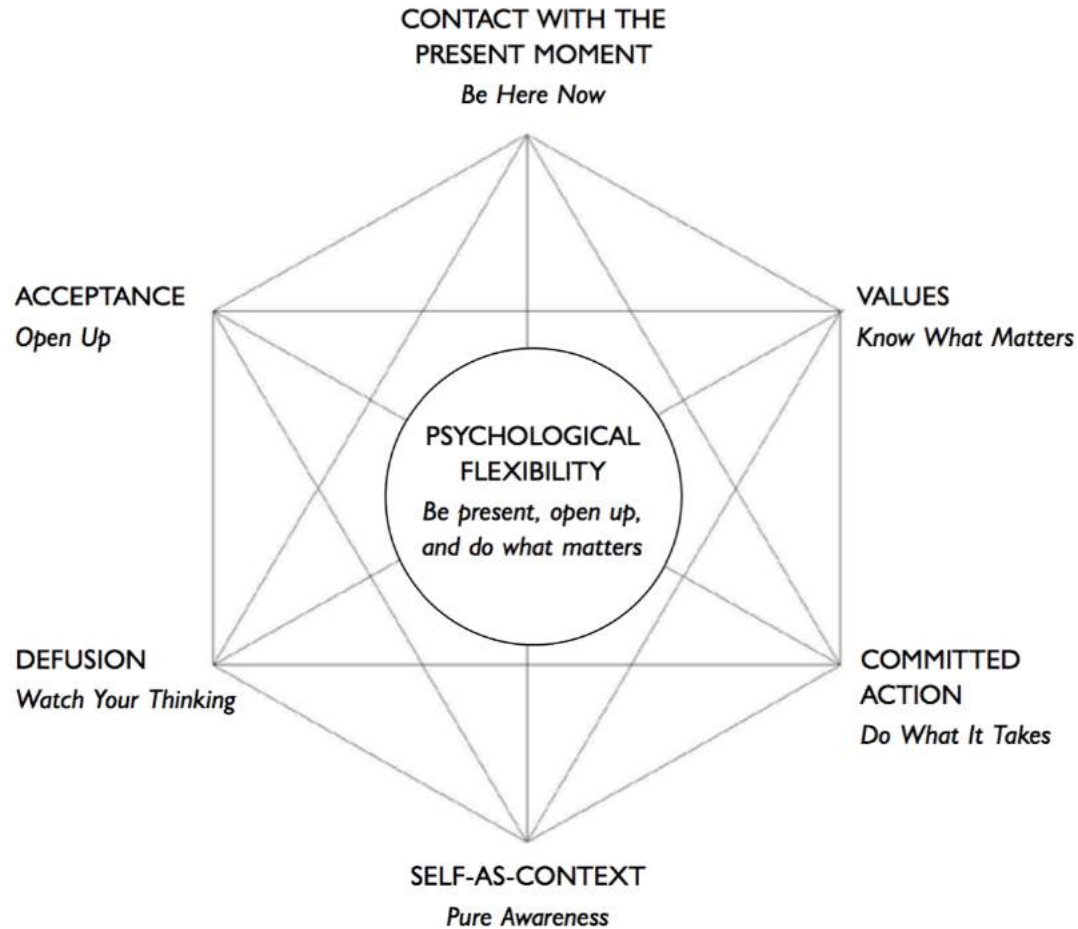 CONTACT WITH THE
PRESENT MOMENT
Be Here Now
ACCEPTANCE
Open Up
VALUES
Know What Matters
PSYCHOLOGICAL
FLEXIBILITY
Be present, open up,
and do what matters
DEFUSION
Watch Your Thinking
COMMITTED
ACTION
Do What It Takes
SELF-AS-CONTEXT
Pure Awareness